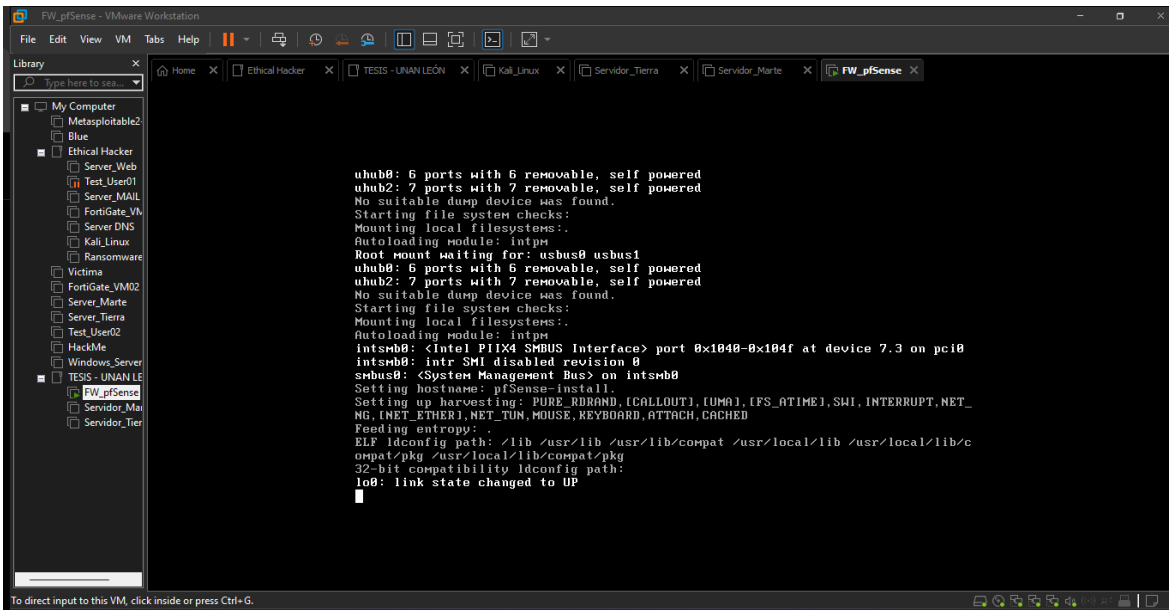 FW_pfSense - VMware Workstation
File Edit View VM Tabs Help
Library
Type here to sea...
Home
Ethical Hacker
TESIS - UNAN LEÓN
Kali_Linux
Servidor_Tierra
Servidor_Marte
FW_pfSense
My Computer
Metasploitable2-
Blue
Ethical Hacker
Server_Web
Test_User01
Server_MAIL
FortiGate_VM
Server DNS
Kali_Linux
Ransomware
Victima
FortiGate_VM02
Server_Marte
Server_Tierra
Test_User02
HackMe
Windows_Server
TESIS - UNAN LE
FW_pfSense
Servidor_Mar
Servidor_Tier
uhub0: 6 ports with 6 removable, self powered
uhub2: 7 ports with 7 removable, self powered
No suitable dump device was found.
Starting file system checks:
Mounting local filesystems:.
Autoloading module: intpm
Root mount waiting for: usbus0 usbus1
uhub0: 6 ports with 6 removable, self powered
uhub2: 7 ports with 7 removable, self powered
No suitable dump device was found.
Starting file system checks:
Mounting local filesystems:.
Autoloading module: intpm
intsmb0: <Intel PIIX4 SMBUS Interface> port 0x1040-0x104f at device 7.3 on pci0
intsmb0: intr SMI disabled revision 0
smbus0: <System Management Bus> on intsmb0
Setting hostname: pfSense-install.
Setting up harvesting: PURE_RDRAND,[CALLOUT],[UMA],[FS_ATIME],SWI,INTERRUPT,NET_
NG,[NET_ETHER],NET_TUN,MOUSE,KEYBOARD,ATTACH,CACHED
Feeding entropy: .
ELF ldconfig path: /lib /usr/lib /usr/lib/compat /usr/local/lib /usr/local/lib/c
ompat/pkg /usr/local/lib/compat/pkg
32-bit compatibility ldconfig path:
lo0: link state changed to UP
To direct input to this VM, click inside or press Ctrl+G.